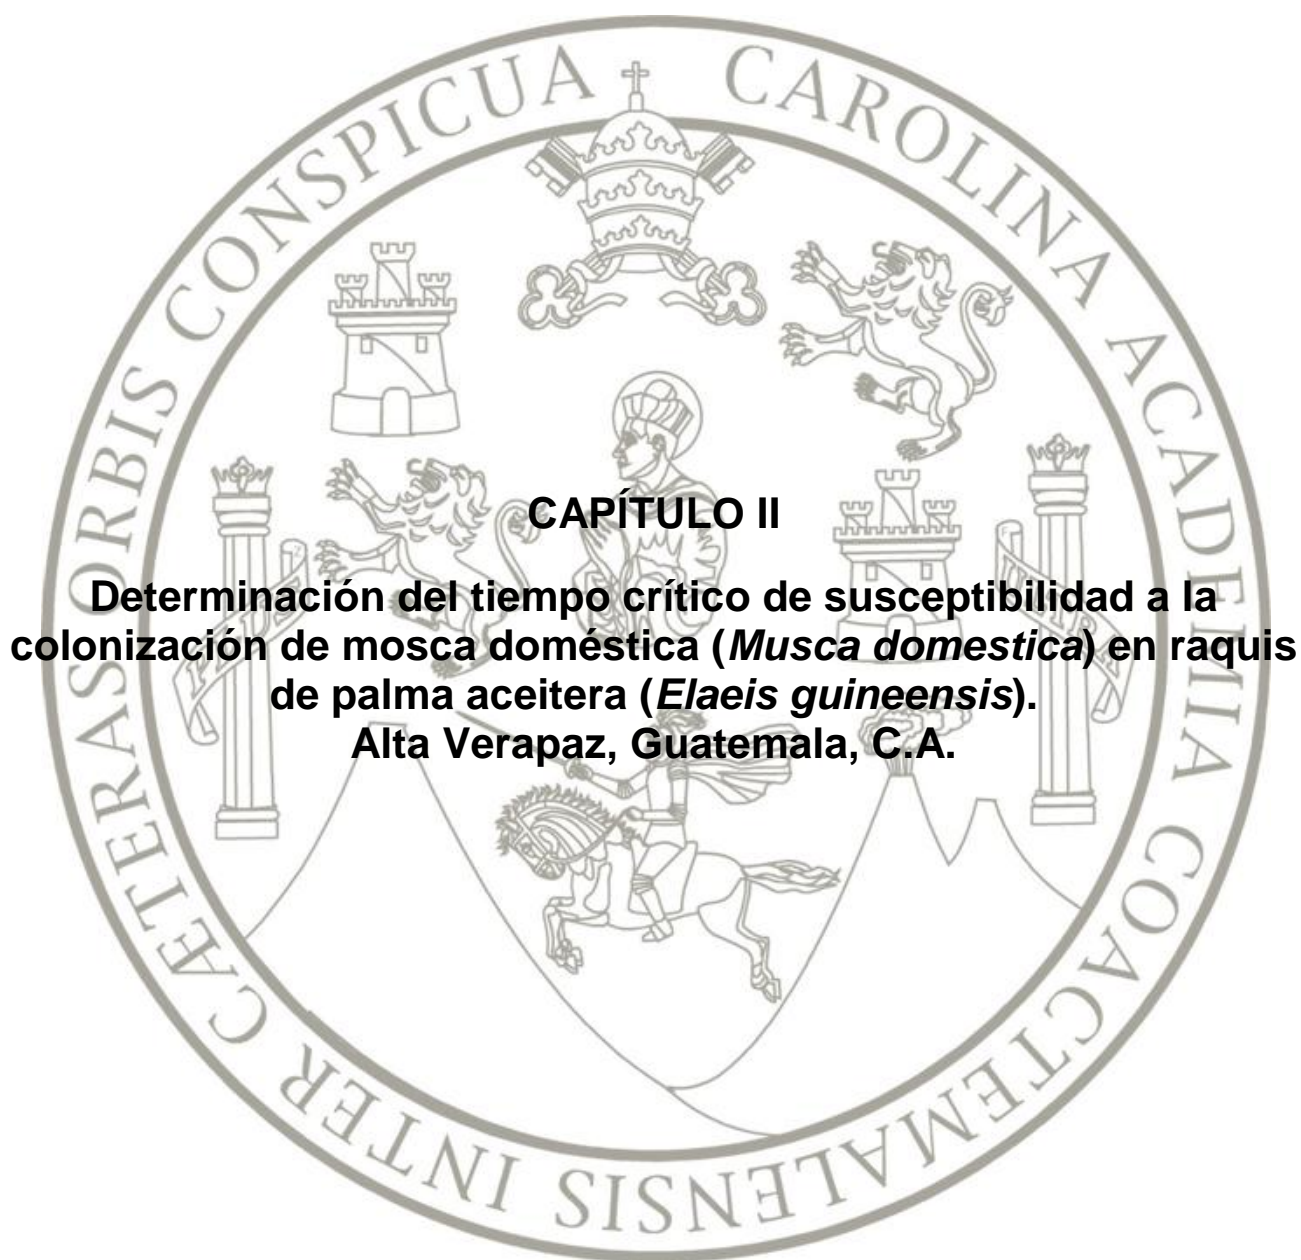 CAROLINA ACADEMIA COACTEMALENSIS INTER CÆTERAS ORBIS CONSPICUA
CAPÍTULO II
Determinación del tiempo crítico de susceptibilidad a la
colonización de mosca doméstica (Musca domestica) en raquis
de palma aceitera (Elaeis guineensis).
Alta Verapaz, Guatemala, C.A.